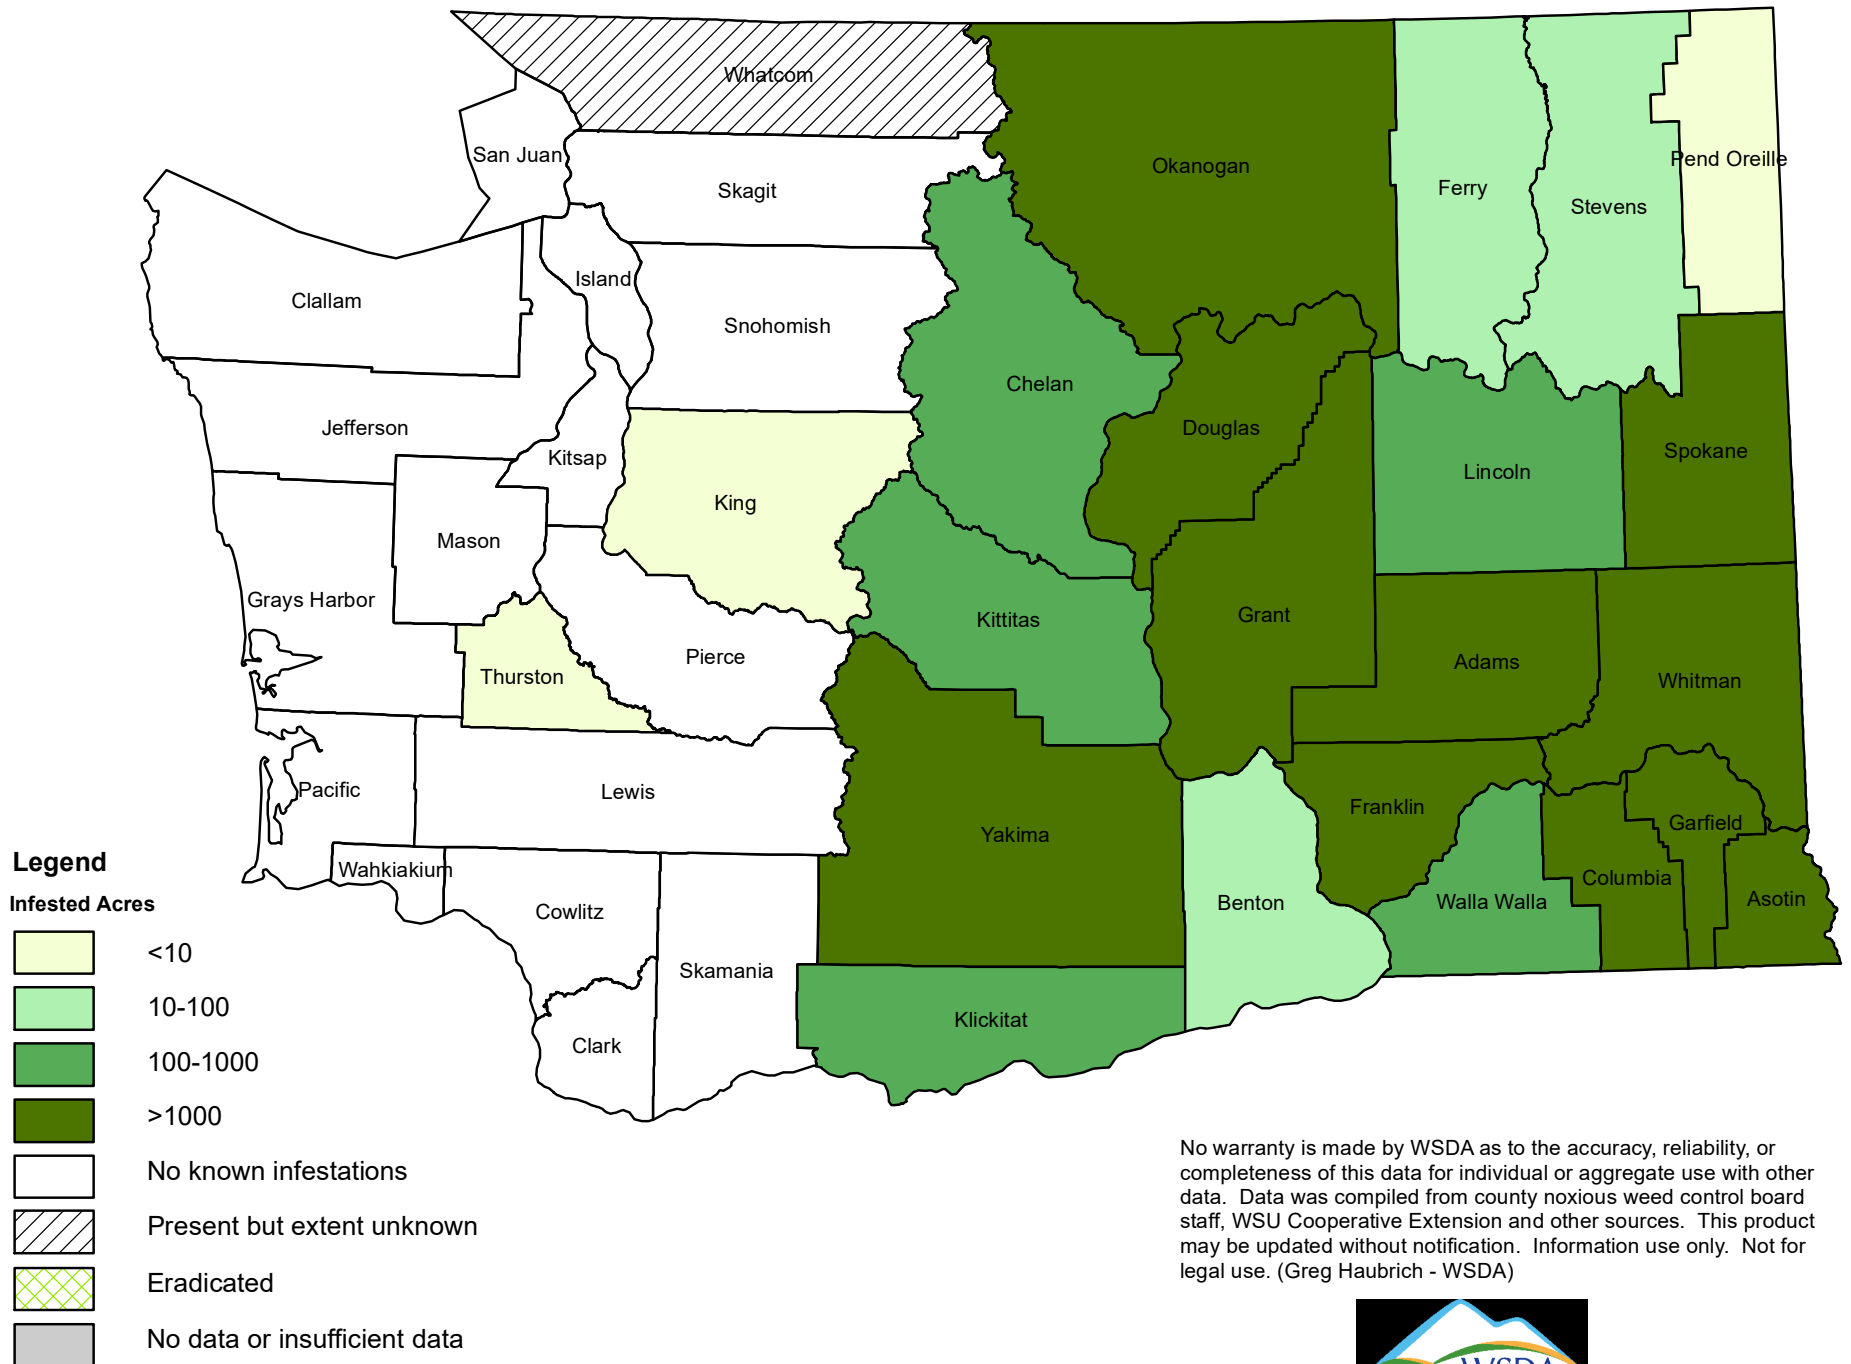 Whatcom
San Juan
Skagit
Okanogan
Ferry
Stevens
Pend Oreille
Clallam
Island
Snohomish
Chelan
Jefferson
Kitsap
King
Douglas
Lincoln
Spokane
Mason
Grays Harbor
Thurston
Pierce
Kittitas
Grant
Adams
Whitman
Pacific
Lewis
Yakima
Franklin
Garfield
Wahkiakium
Cowlitz
Skamania
Benton
Walla Walla
Columbia
Asotin
Clark
Klickitat
Legend
Infested Acres
<10
10-100
100-1000
>1000
No known infestations
Present but extent unknown
Eradicated
No data or insufficient data
No warranty is made by WSDA as to the accuracy, reliability, or
completeness of this data for individual or aggregate use with other
data.  Data was compiled from county noxious weed control board
staff, WSU Cooperative Extension and other sources.  This product
may be updated without notification.  Information use only.  Not for
legal use. (Greg Haubrich - WSDA)
WSDA